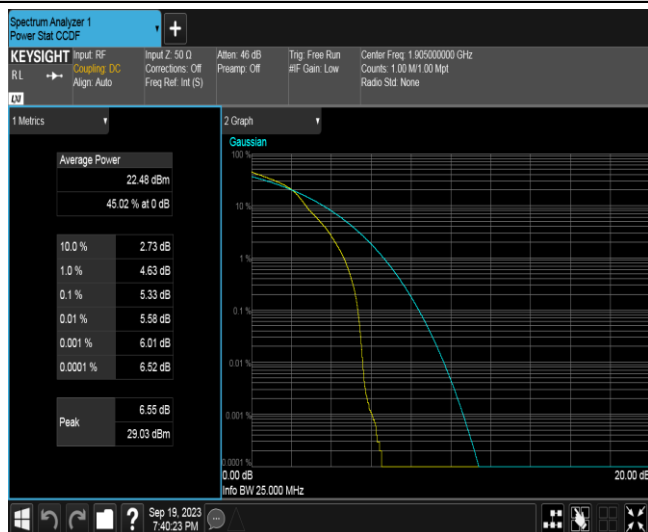 Spectrum Analyzer 1
Power Stat CCDF
+
KEYSIGHT
RL
LXI
Input: RF
Coupling: DC
Align: Auto
Input Z: 50 Ω
Corrections: Off
Freq Ref: Int (S)
Atten: 46 dB
Preamp: Off
Trig: Free Run
#IF Gain: Low
Center Freq: 1.905000000 GHz
Counts: 1.00 M/1.00 Mpt
Radio Std: None
1 Metrics
Average Power
22.48 dBm
45.02 % at 0 dB
10.0 % 2.73 dB
1.0 % 4.63 dB
0.1 % 5.33 dB
0.01 % 5.58 dB
0.001 % 6.01 dB
0.0001 % 6.52 dB
Peak
6.55 dB
29.03 dBm
2 Graph
Gaussian
100 %
10 %
1 %
0.1 %
0.01 %
0.001 %
0.0001 %
0.00 dB
20.00 dB
Info BW 25.000 MHz
?
Sep 19, 2023
7:40:23 PM